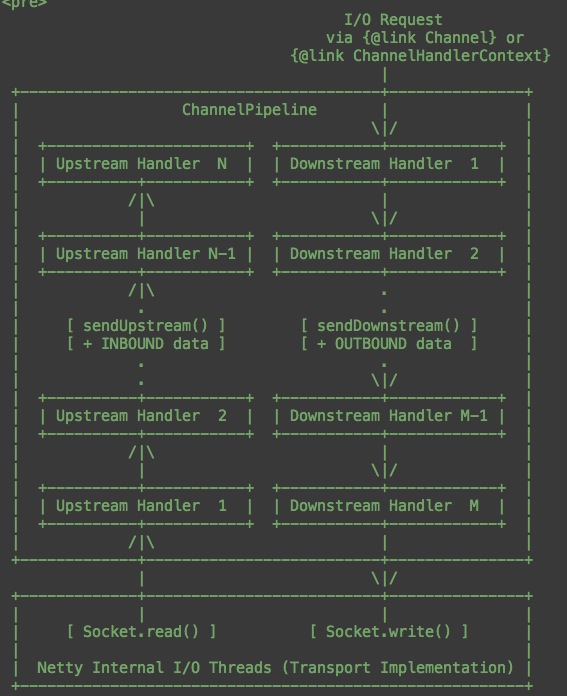 <pre>
                                       I/O Request
                                     via {@link Channel} or
                                 {@link ChannelHandlerContext}
                                           |
+----------------------------------------+---------------+
|                  ChannelPipeline       |               |
|                                       \|/              |
|  +----------------------+  +-----------+------------+  |
|  | Upstream Handler  N  |  | Downstream Handler  1  |  |
|  +----------+-----------+  +-----------+------------+  |
|            /|\                         |               |
|             |                         \|/              |
|  +----------+-----------+  +-----------+------------+  |
|  | Upstream Handler N-1 |  | Downstream Handler  2  |  |
|  +----------+-----------+  +-----------+------------+  |
|            /|\                         .               |
|             .                          .               |
|     [ sendUpstream() ]        [ sendDownstream() ]     |
|     [ + INBOUND data ]        [ + OUTBOUND data  ]     |
|             .                          .               |
|             .                         \|/              |
|  +----------+-----------+  +-----------+------------+  |
|  | Upstream Handler  2  |  | Downstream Handler M-1 |  |
|  +----------+-----------+  +-----------+------------+  |
|            /|\                         |               |
|             |                         \|/              |
|  +----------+-----------+  +-----------+------------+  |
|  | Upstream Handler  1  |  | Downstream Handler  M  |  |
|  +----------+-----------+  +-----------+------------+  |
|            /|\                         |               |
+-------------+--------------------------+---------------+
              |                         \|/
+-------------+--------------------------+---------------+
|             |                          |               |
|     [ Socket.read() ]          [ Socket.write() ]      |
|                                                        |
|  Netty Internal I/O Threads (Transport Implementation) |
+--------------------------------------------------------+